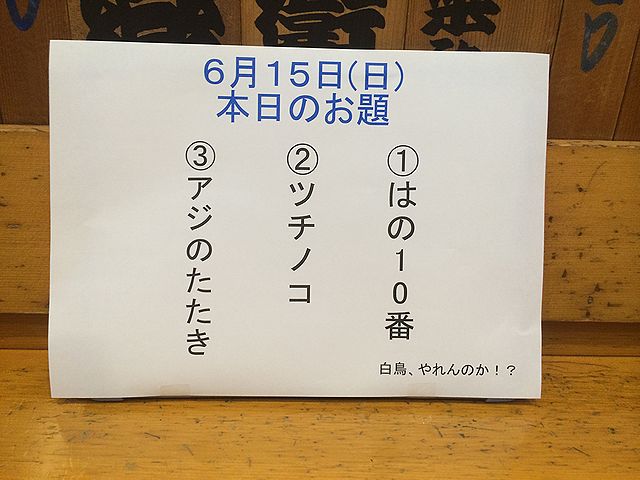 6月15日(日)
本日のお題
①はの10番
②ツチノコ
③アジのたたき
白鳥、やれんのか!?